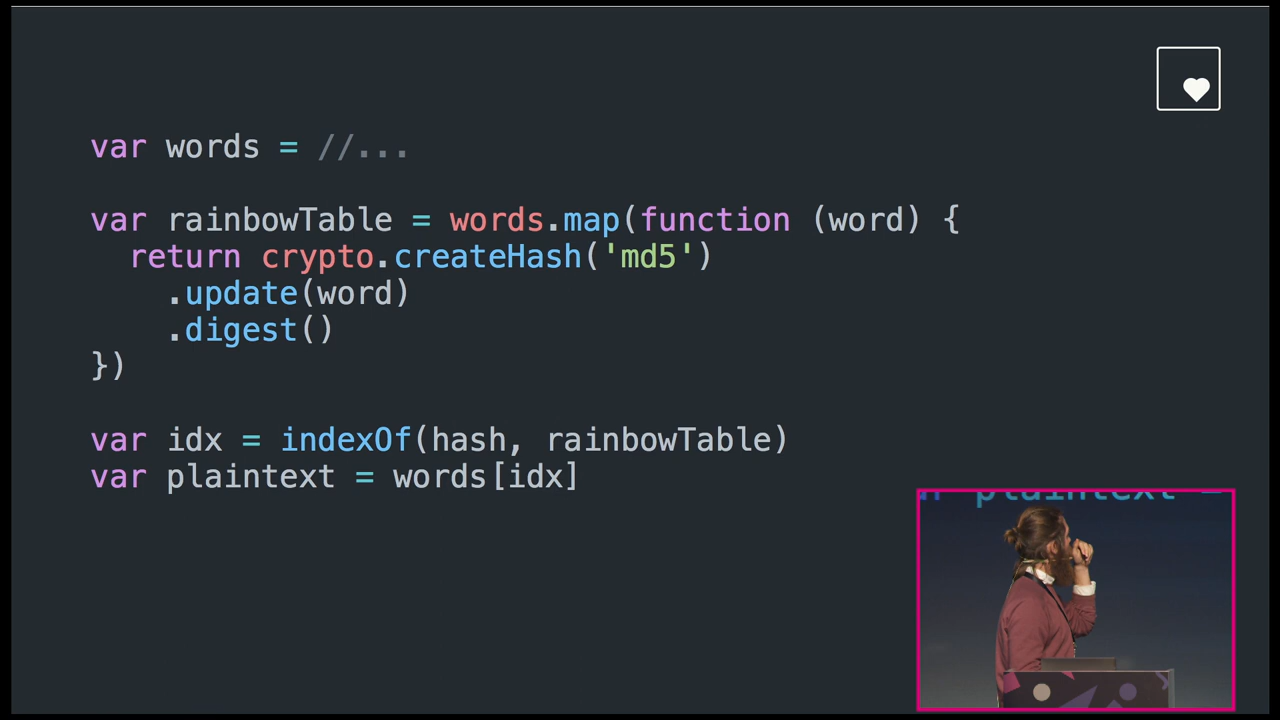 var words = //...
var rainbowTable = words.map(function (word) {
return crypto.createHash('md5')
.update(word)
.digest()
})
var idx = indexOf(hash, rainbowTable)
var plaintext = words[idx]
plaintext =